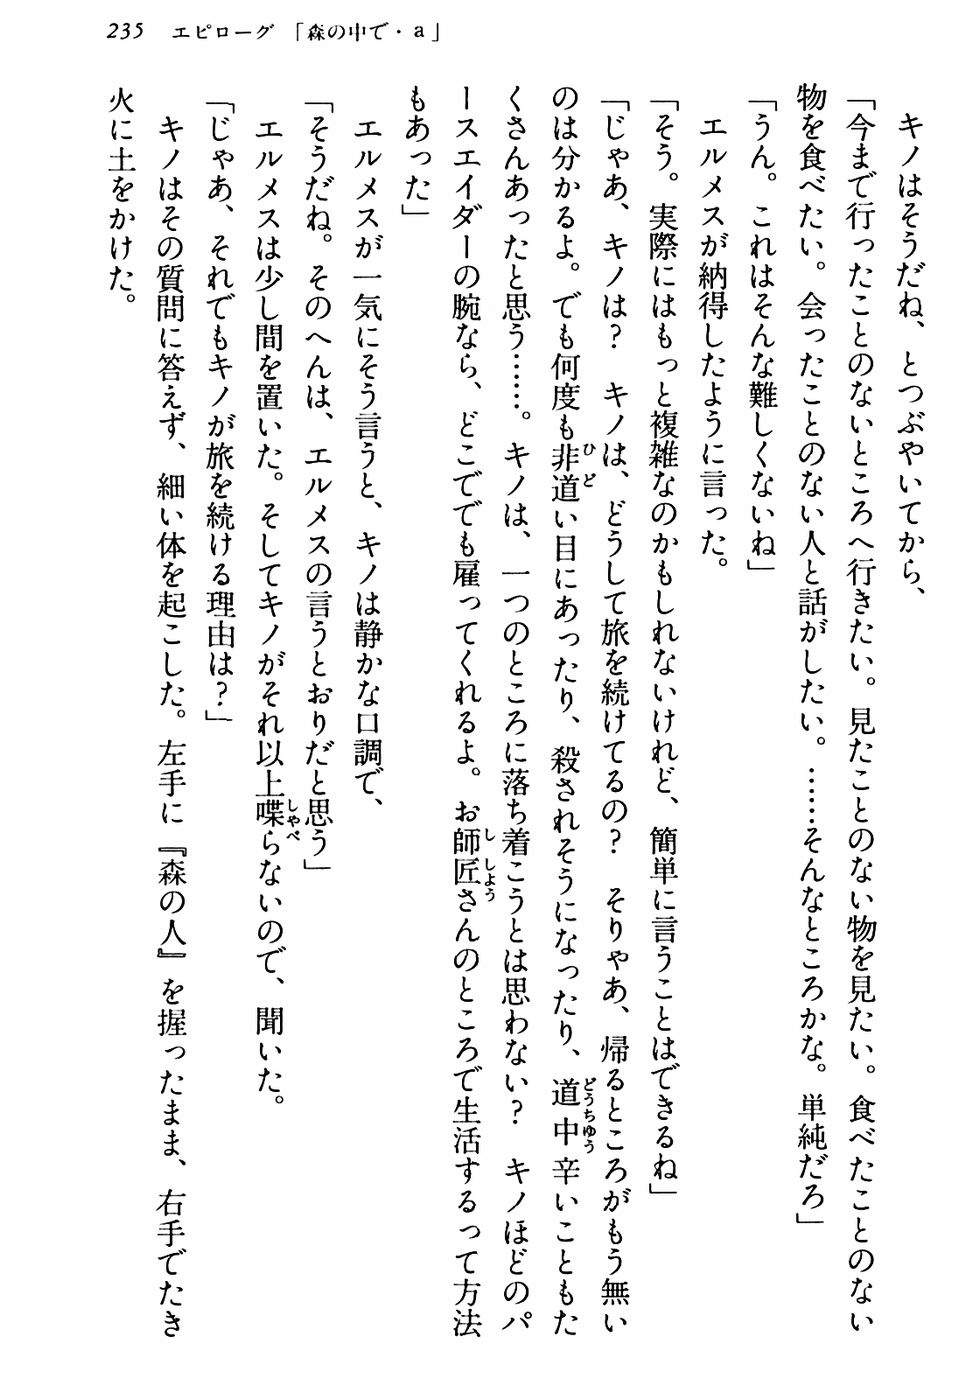 235　エピローグ「森の中で・a」
キノはそうだね、とつぶやいてから、
「今まで行ったことのないところへ行きたい。見たことのない物を見たい。食べたことのない
物を食べたい。会ったことのない人と話がしたい。……そんなところかな。単純だろ」
「うん。これはそんな難しくないね」
エルメスが納得したように言った。
「そう。実際にはもっと複雑なのかもしれないけれど、簡単に言うことはできるね」
「じゃあ、キノは？　キノは、どうして旅を続けてるの？　そりゃあ、帰るところがもう無い
のは分かるよ。でも何度も非道い目にあったり、殺されそうになったり、道中辛いこともた
くさんあったと思う……。キノは、一つのところに落ち着こうとは思わない？　キノほどのパ
ースエイダーの腕なら、どこででも雇ってくれるよ。お師匠さんのところで生活するって方法
もあった」
エルメスが一気にそう言うと、キノは静かな口調で、
「そうだね。そのへんは、エルメスの言うとおりだと思う」
エルメスは少し間を置いた。そしてキノがそれ以上喋らないので、聞いた。
「じゃあ、それでもキノが旅を続ける理由は？」
キノはその質問に答えず、細い体を起こした。左手に『森の人』を握ったまま、右手でたき
火に土をかけた。